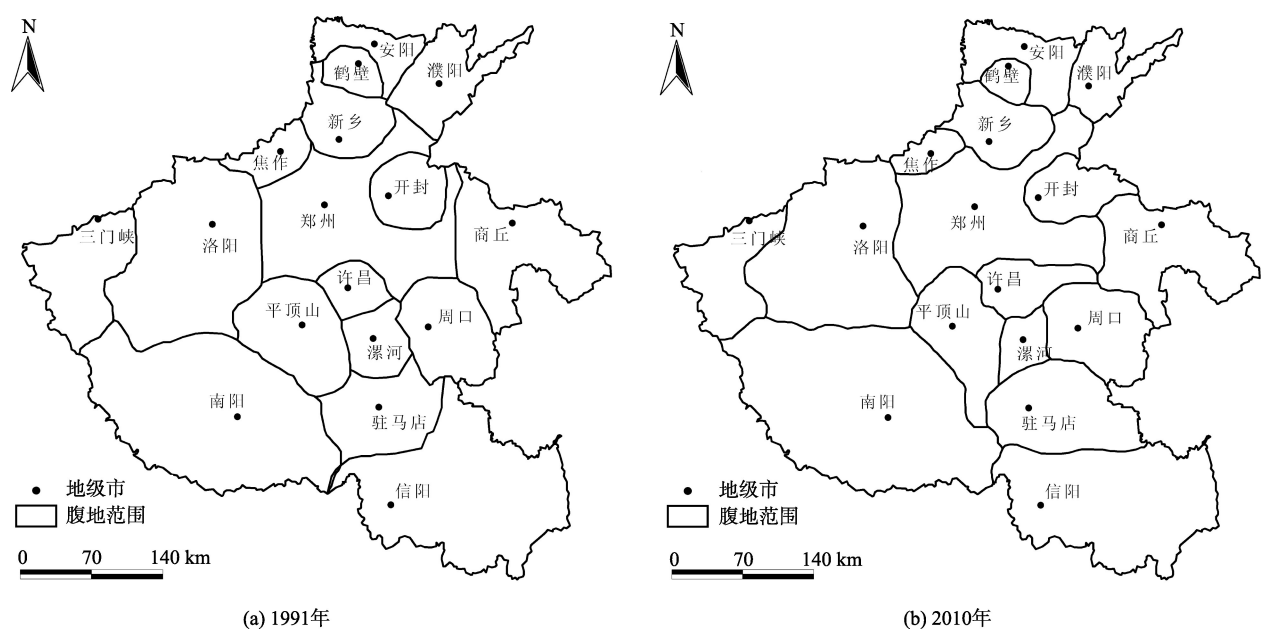 N
安阳
鹤壁
濮阳
新乡
焦作
开封
郑州
三门峡
洛阳
商丘
许昌
平顶山
周口
漯河
南阳
驻马店
信阳
地级市
腹地范围
0 70 140 km
(a) 1991年
N
安阳
鹤壁
濮阳
新乡
焦作
开封
郑州
三门峡
洛阳
商丘
许昌
平顶山
周口
漯河
南阳
驻马店
信阳
地级市
腹地范围
0 70 140 km
(b) 2010年